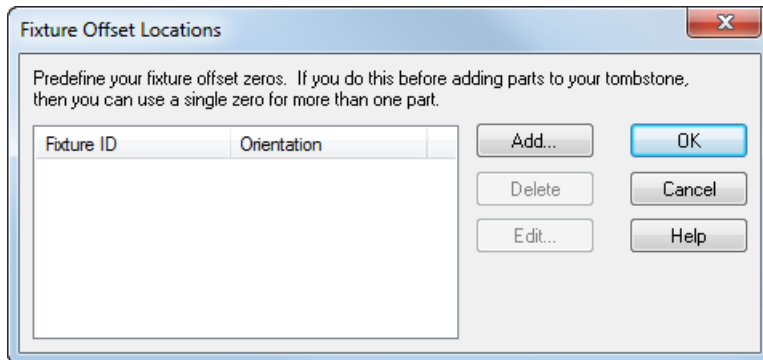 Fixture Offset Locations
Predefine your fixture offset zeros. If you do this before adding parts to your tombstone,
then you can use a single zero for more than one part.
Fixture ID Orientation
Add... OK
Delete Cancel
Edit... Help